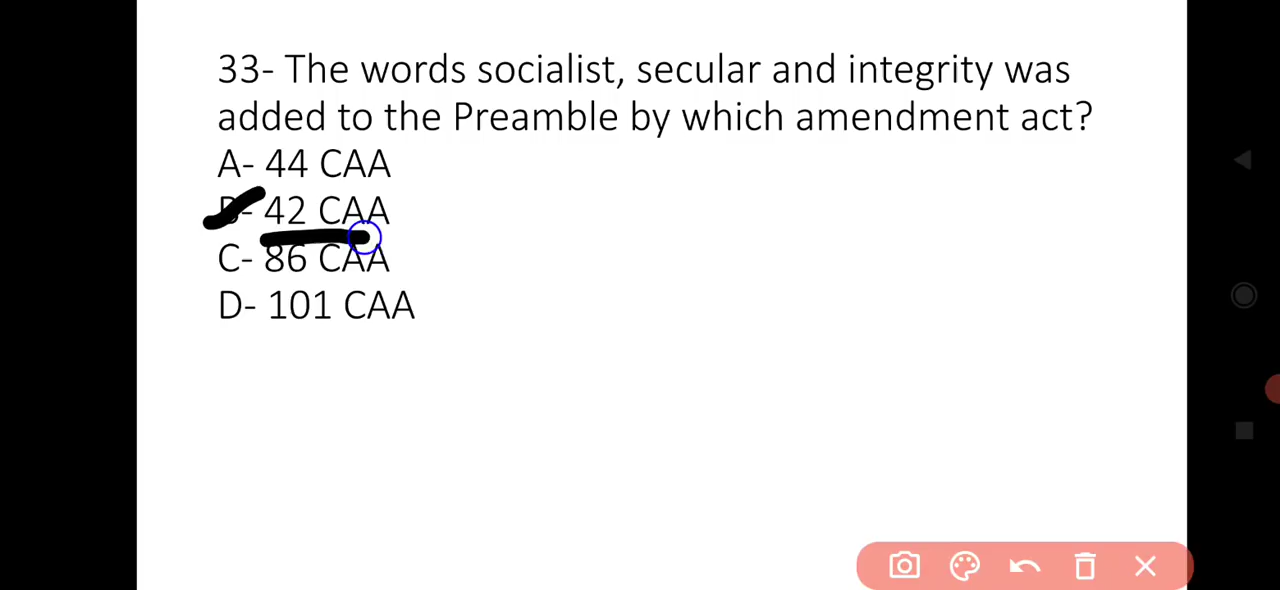 33- The words socialist, secular and integrity was
added to the Preamble by which amendment act?
A- 44 CAA
B- 42 CAA
C- 86 CAA
D- 101 CAA